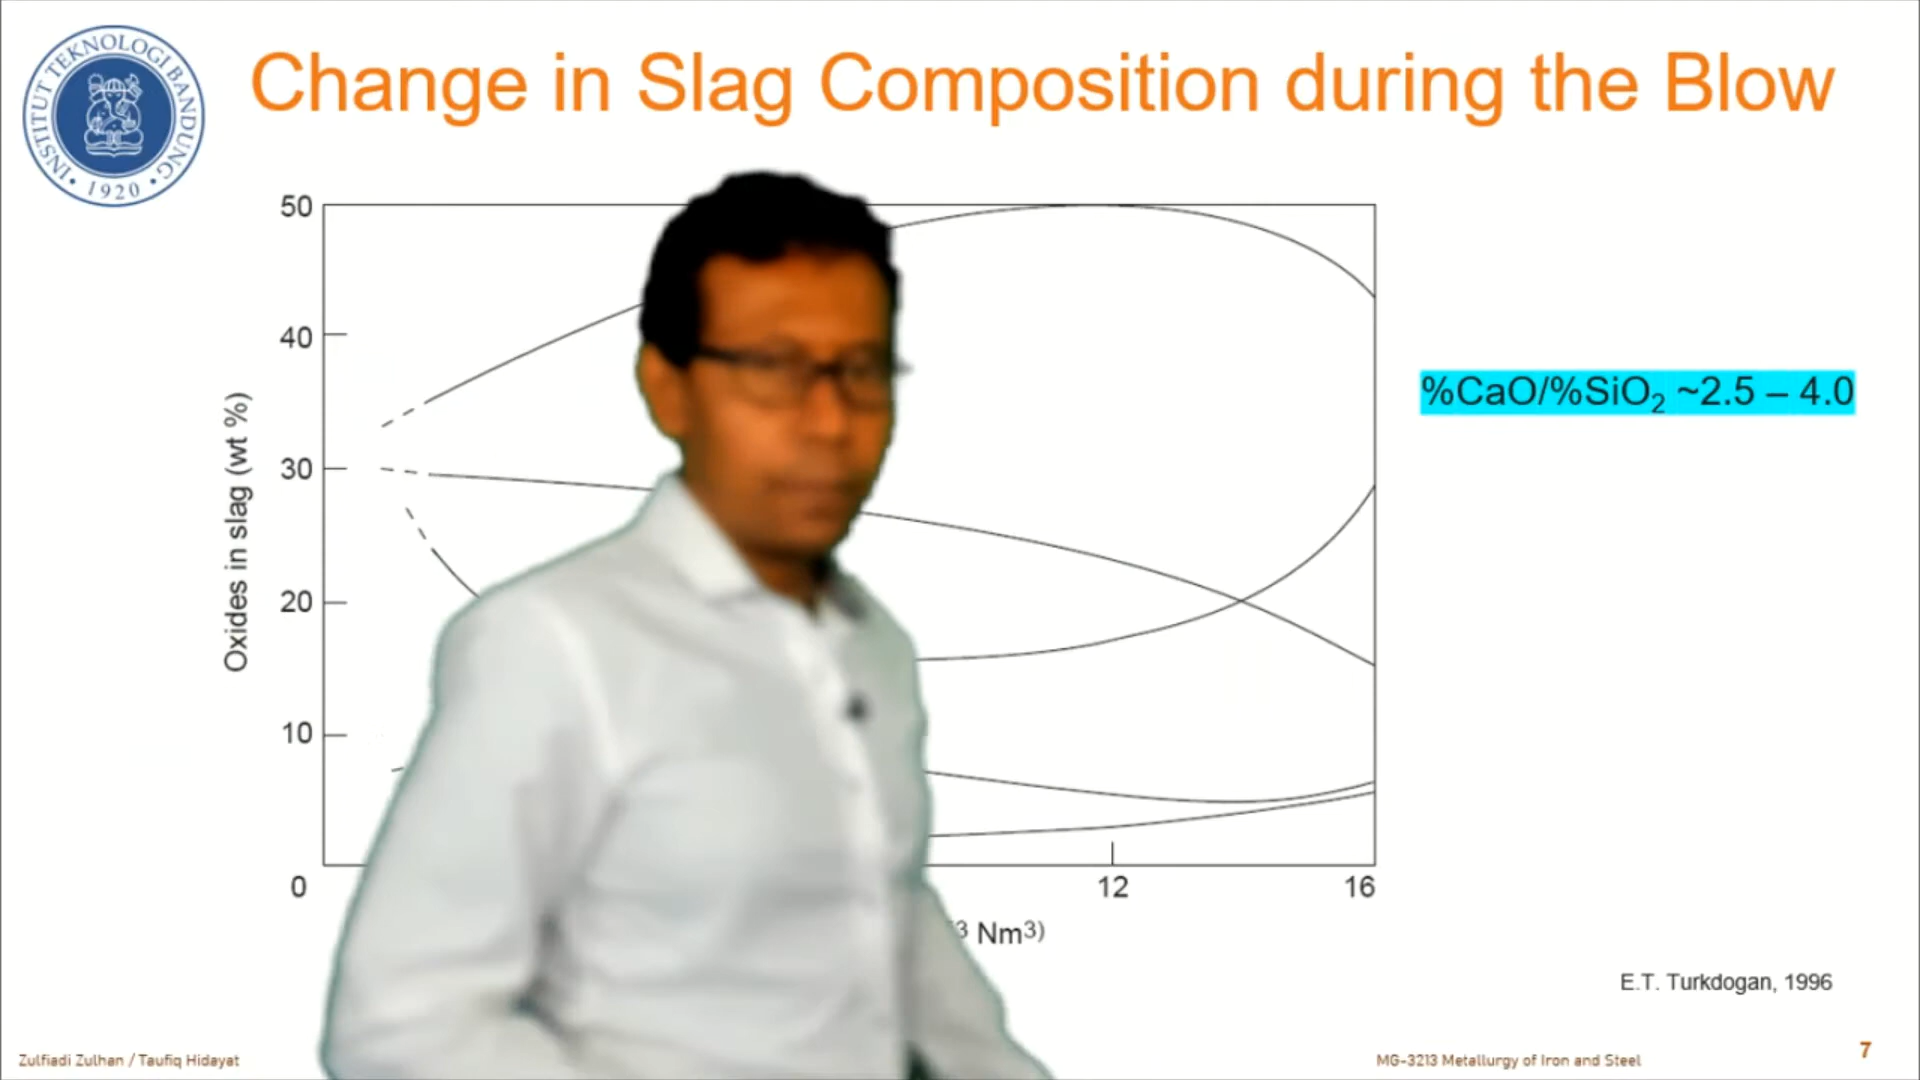 INSTITUT TEKNOLOGI BANDUNG
1920
Change in Slag Composition during the Blow
50
40
30
20
10
0
12
16
Oxides in slag (wt %)
3 Nm3)
%CaO/%SiO2 ~2.5 – 4.0
E.T. Turkdogan, 1996
Zulfiadi Zulhan / Taufiq Hidayat
MG-3213 Metallurgy of Iron and Steel
7